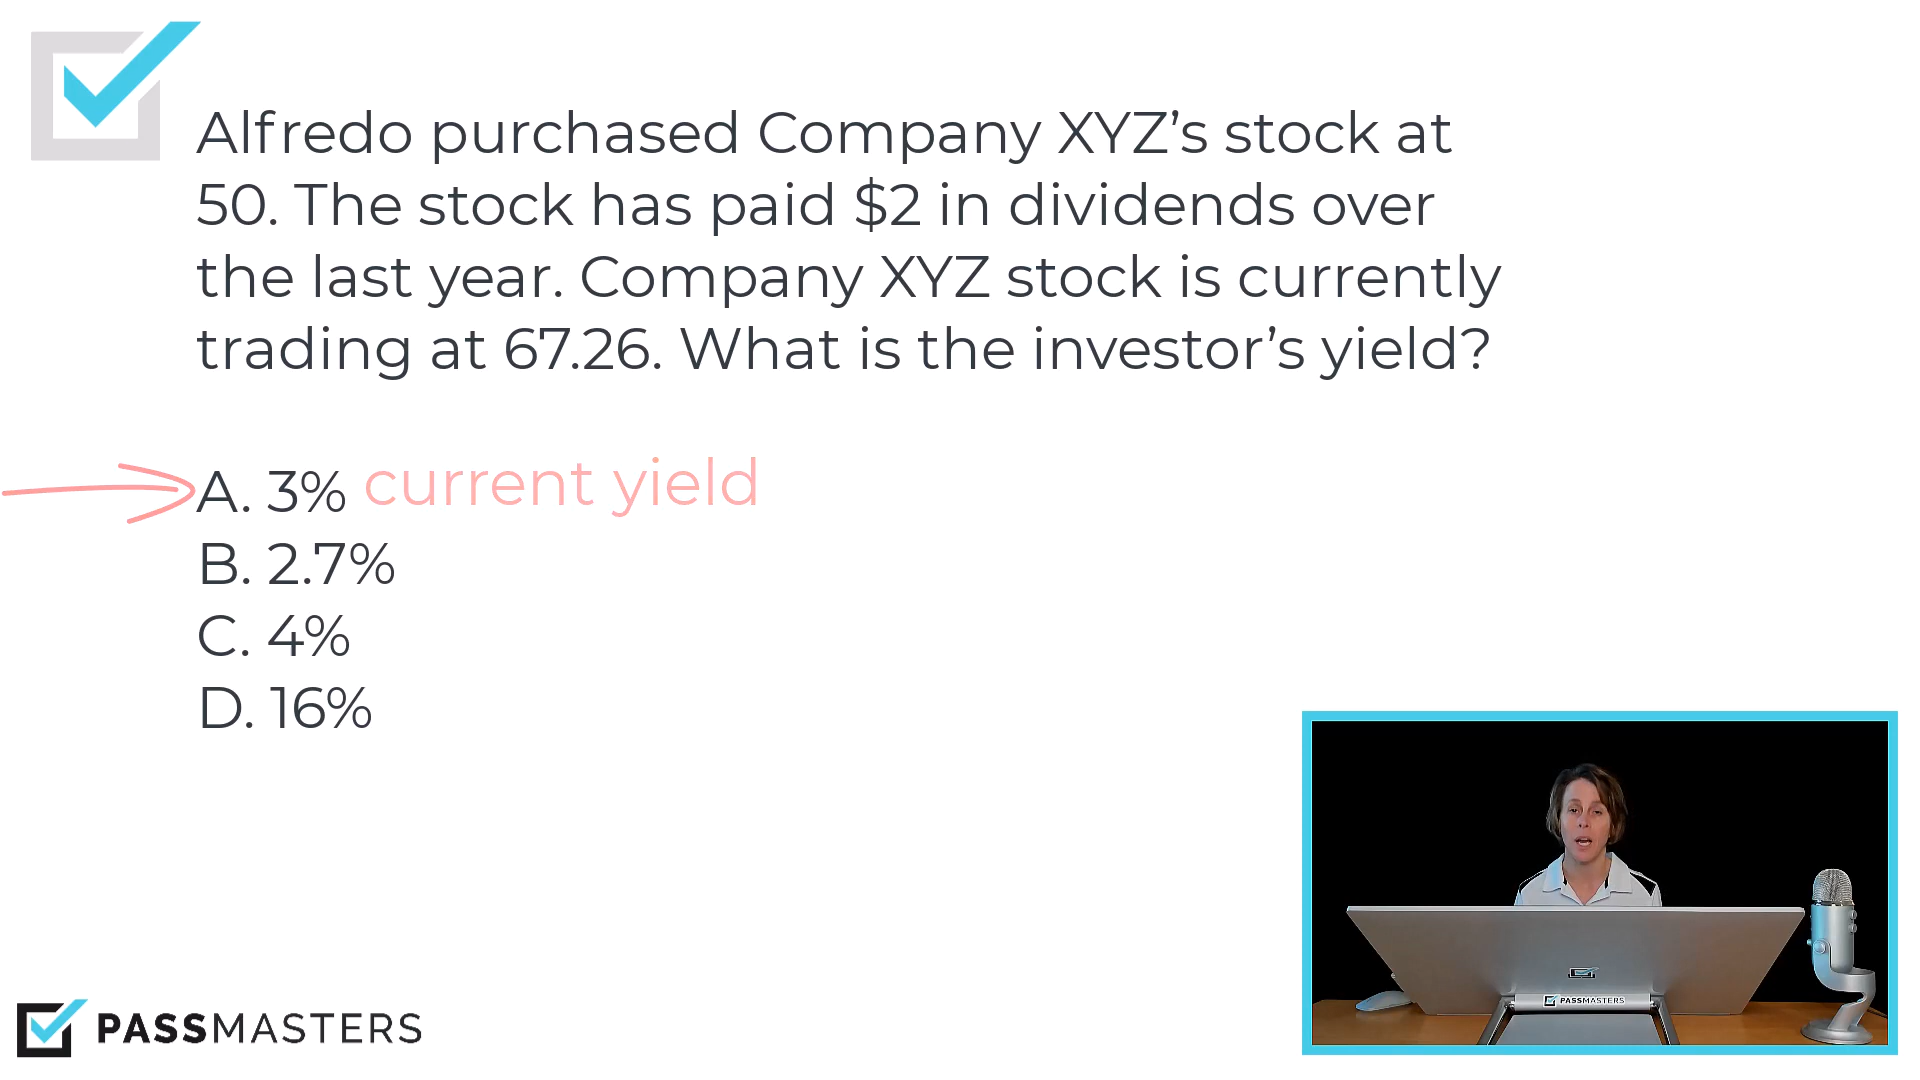 Alfredo purchased Company XYZ’s stock at
50. The stock has paid $2 in dividends over
the last year. Company XYZ stock is currently
trading at 67.26. What is the investor’s yield?
A. 3% current yield
B. 2.7%
C. 4%
D. 16%
PASSMASTERS
PASSMASTERS